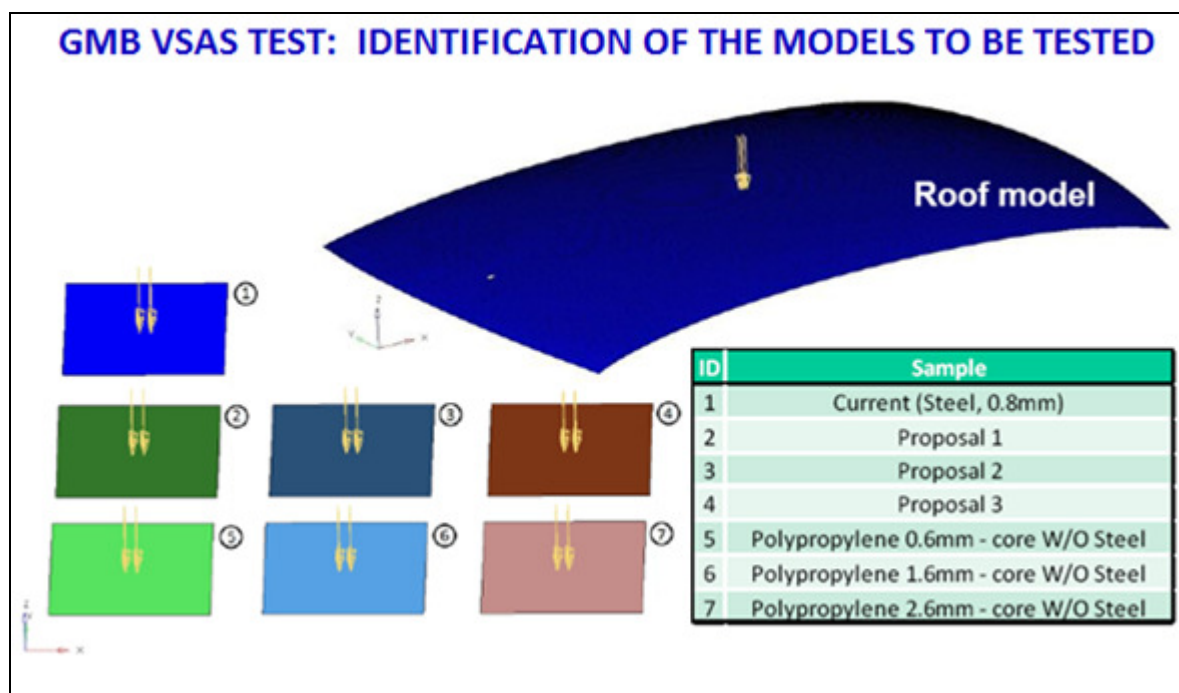 GMB VSAS TEST: IDENTIFICATION OF THE MODELS TO BE TESTED
Roof model
1
2
3
4
5
6
7
Z
Y
X
ID Sample
1 Current (Steel, 0.8mm)
2 Proposal 1
3 Proposal 2
4 Proposal 3
5 Polypropylene 0.6mm - core W/O Steel
6 Polypropylene 1.6mm - core W/O Steel
7 Polypropylene 2.6mm - core W/O Steel
X